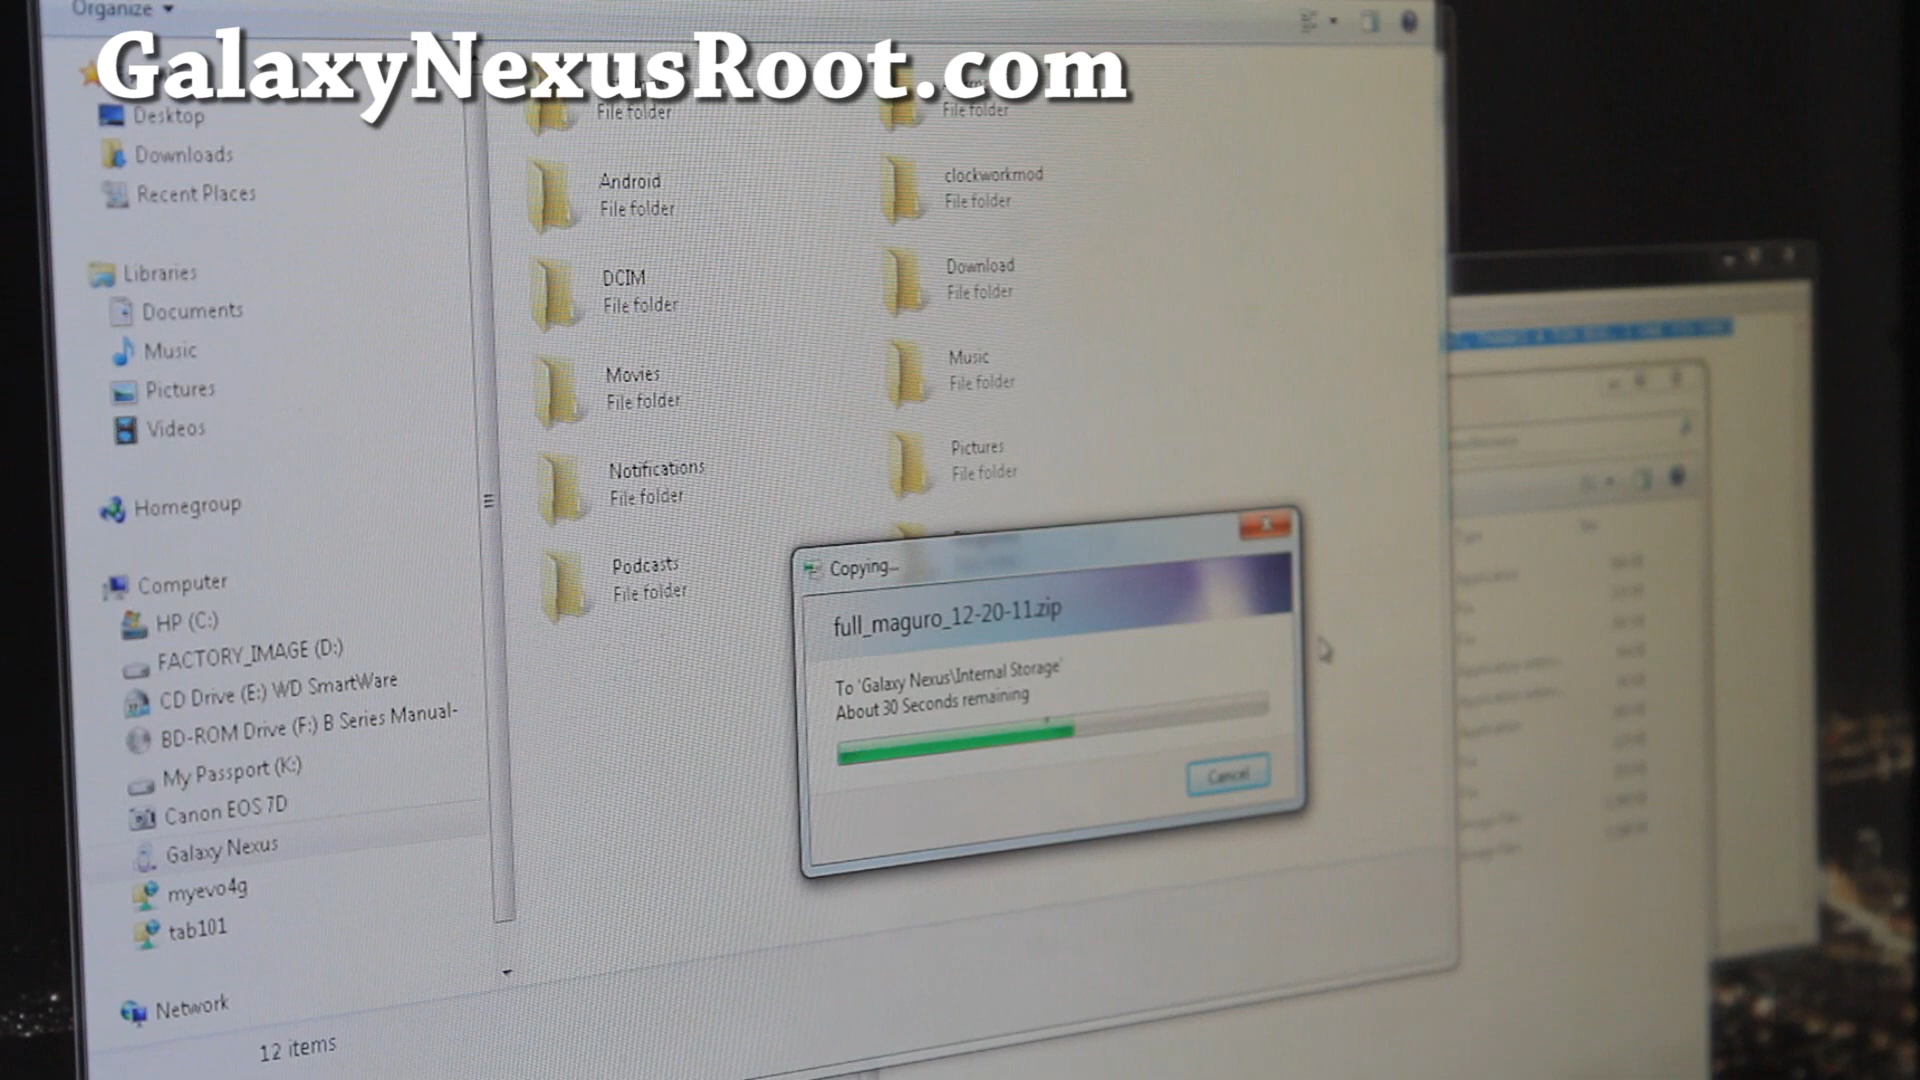 Organize
GalaxyNexusRoot.com
Desktop
Downloads
Recent Places
Libraries
Documents
Music
Pictures
Videos
Homegroup
Computer
HP (C:)
FACTORY_IMAGE (D:)
CD Drive (E:) WD SmartWare
BD-ROM Drive (F:) B Series Manual-
My Passport (K:)
Canon EOS 7D
Galaxy Nexus
myevo4g
tab101
Network
12 items
File folder
File folder
Android
File folder
clockworkmod
File folder
DCIM
File folder
Download
File folder
Movies
File folder
Music
File folder
Notifications
File folder
Pictures
File folder
Podcasts
File folder
Copying...
full_maguro_12-20-11.zip
To 'Galaxy Nexus\Internal Storage'
About 30 Seconds remaining
Cancel